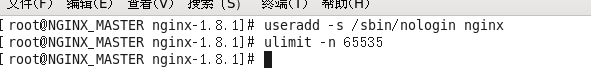 文件(F) 编辑(E) 查看(V) 搜索(S) 终端(T) 帮助(H)
[root@NGINX_MASTER nginx-1.8.1]# useradd -s /sbin/nologin nginx
[root@NGINX_MASTER nginx-1.8.1]# ulimit -n 65535
[root@NGINX_MASTER nginx-1.8.1]#